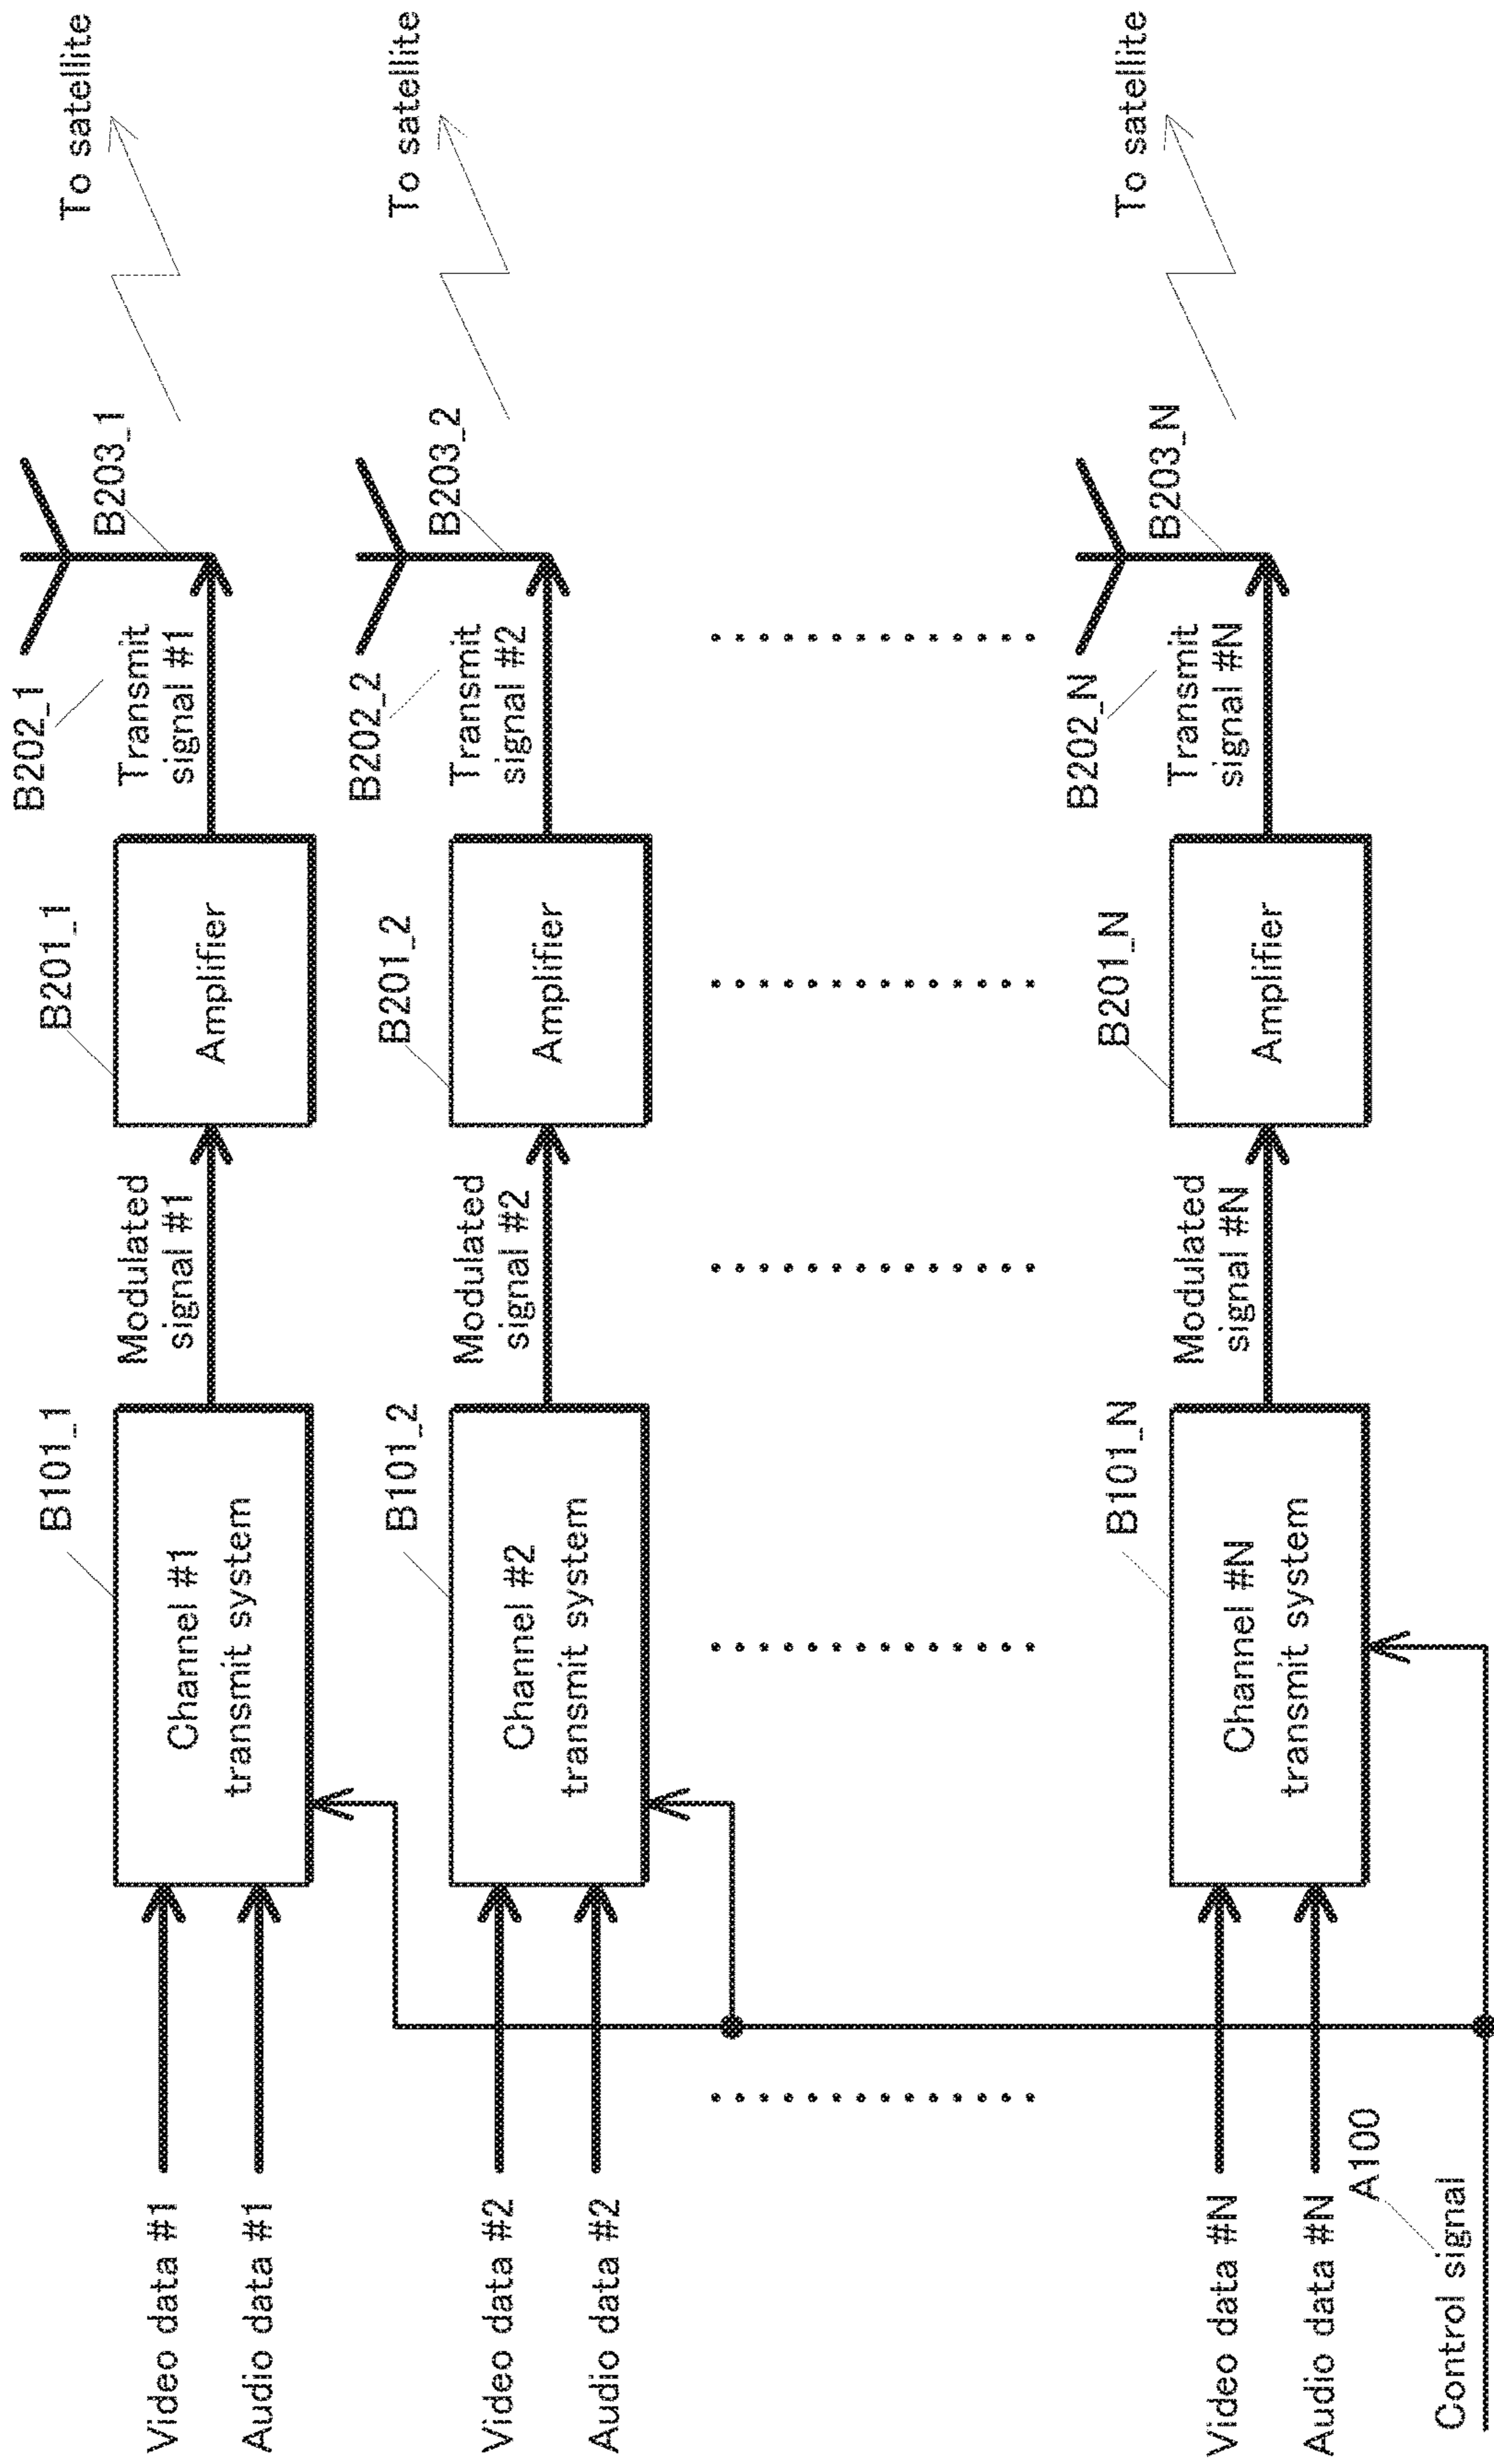 B101_1
B201_1
B202_1
B203_1
To satellite
Video data #1
Audio data #1
Channel #1
transmit system
Modulated
signal #1
Amplifier
Transmit
signal #1
B101_2
B201_2
B202_2
B203_2
To satellite
Video data #2
Audio data #2
Channel #2
transmit system
Modulated
signal #2
Amplifier
Transmit
signal #2
B101_N
B201_N
B202_N
B203_N
To satellite
Video data #N
Audio data #N
Channel #N
transmit system
Modulated
signal #N
Amplifier
Transmit
signal #N
A100
Control signal